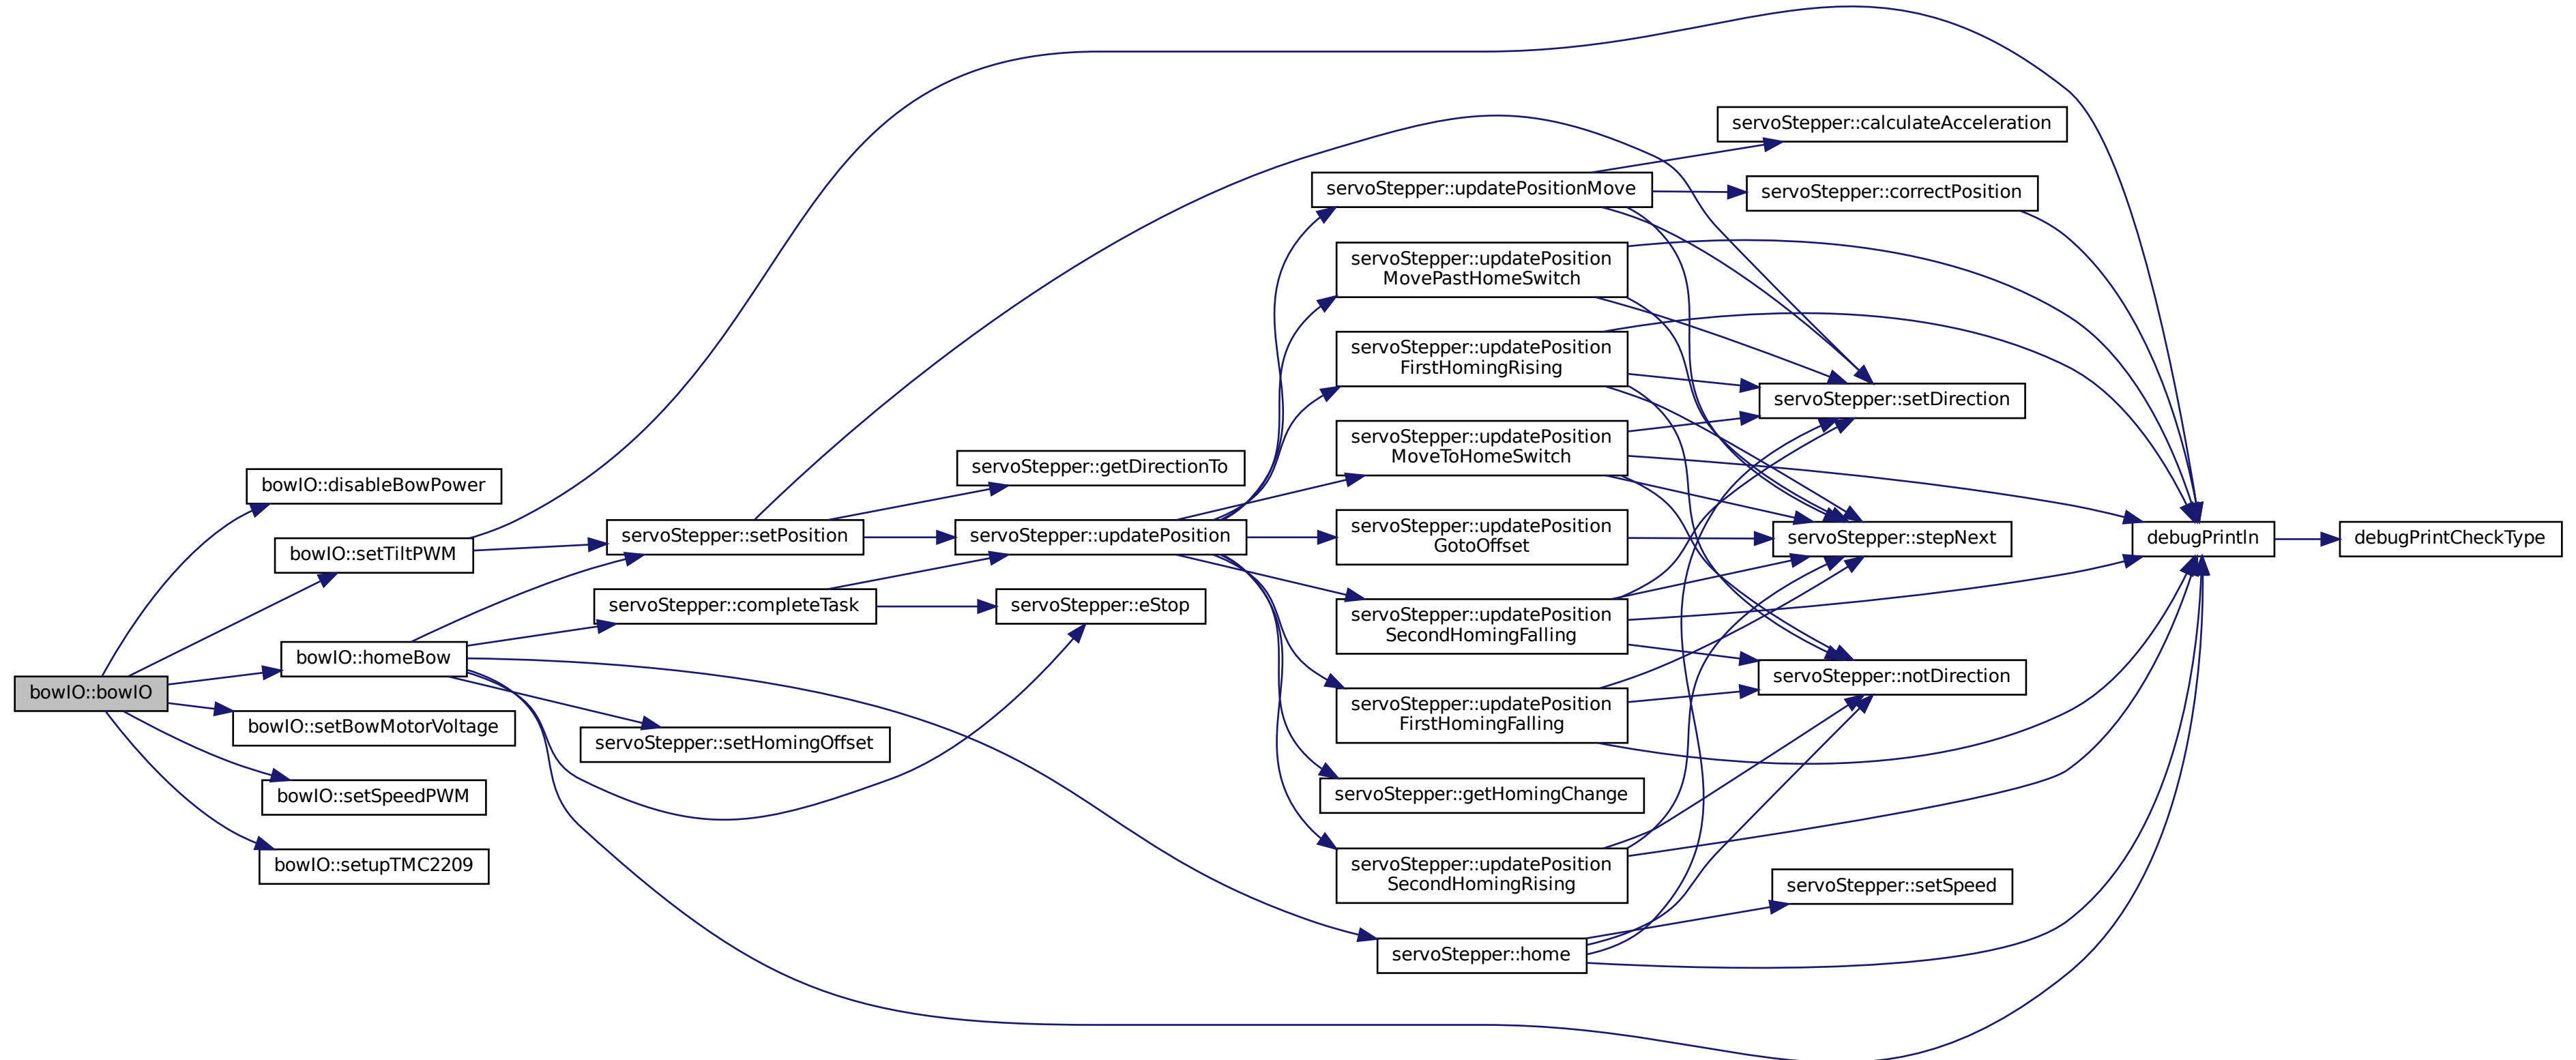 bowIO::bowIO
bowIO::disableBowPower
bowIO::setTiltPWM
bowIO::homeBow
bowIO::setBowMotorVoltage
bowIO::setSpeedPWM
bowIO::setupTMC2209
servoStepper::setPosition
servoStepper::completeTask
servoStepper::setHomingOffset
servoStepper::getDirectionTo
servoStepper::updatePosition
servoStepper::eStop
servoStepper::updatePositionMove
servoStepper::updatePosition
MovePastHomeSwitch
servoStepper::updatePosition
FirstHomingRising
servoStepper::updatePosition
MoveToHomeSwitch
servoStepper::updatePosition
GotoOffset
servoStepper::updatePosition
SecondHomingFalling
servoStepper::updatePosition
FirstHomingFalling
servoStepper::getHomingChange
servoStepper::updatePosition
SecondHomingRising
servoStepper::home
servoStepper::calculateAcceleration
servoStepper::correctPosition
servoStepper::setDirection
servoStepper::stepNext
servoStepper::notDirection
servoStepper::setSpeed
debugPrintln
debugPrintCheckType